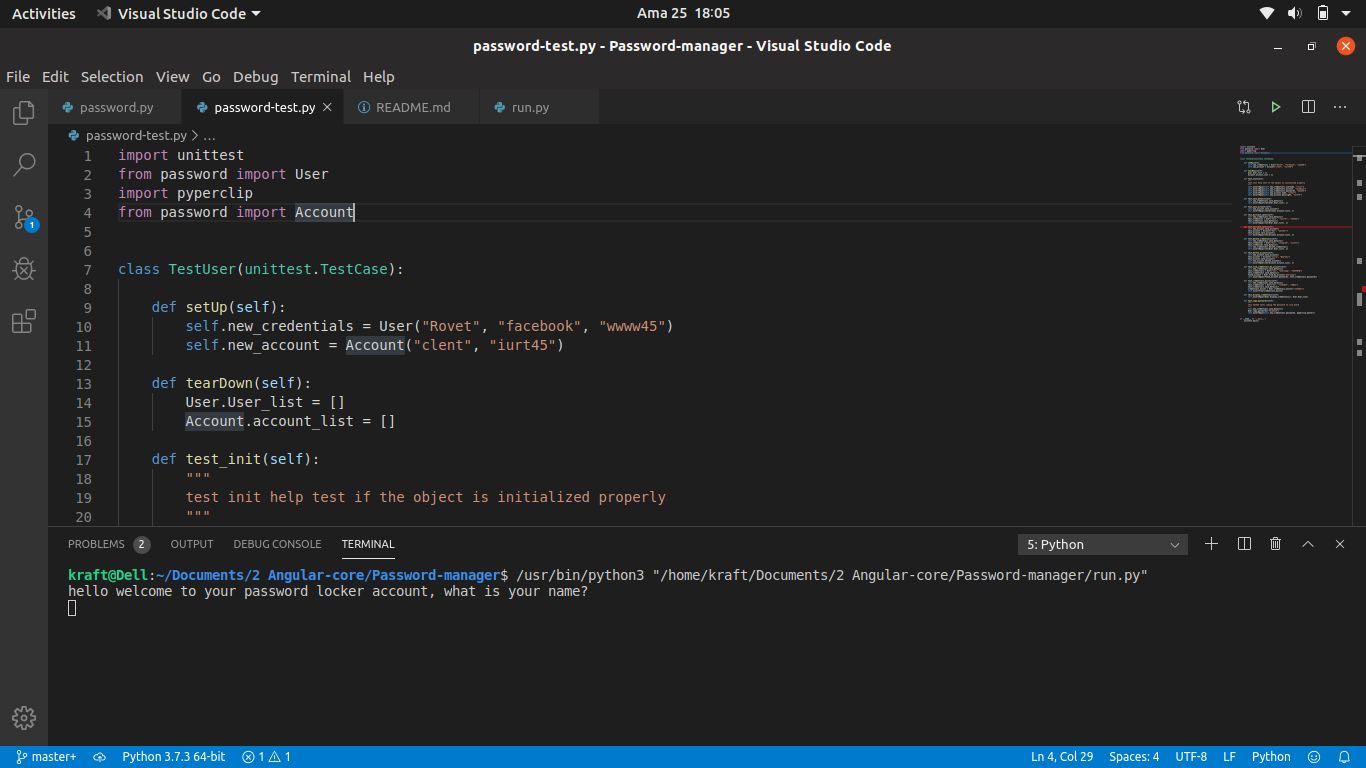 Activities Visual Studio Code Ama 25 18:05
password-test.py - Password-manager - Visual Studio Code
File Edit Selection View Go Debug Terminal Help
password.py password-test.py README.md run.py
password-test.py > ...
1 import unittest
2 from password import User
3 import pyperclip
4 from password import Account
5
6
7 class TestUser(unittest.TestCase):
8
9 def setUp(self):
10 self.new_credentials = User("Rovet", "facebook", "wwww45")
11 self.new_account = Account("clent", "iurt45")
12
13 def tearDown(self):
14 User.User_list = []
15 Account.account_list = []
16
17 def test_init(self):
18 """
19 test init help test if the object is initialized properly
20 """
1
PROBLEMS 2 OUTPUT DEBUG CONSOLE TERMINAL 5: Python
kraft@Dell:~/Documents/2 Angular-core/Password-manager$ /usr/bin/python3 "/home/kraft/Documents/2 Angular-core/Password-manager/run.py"
hello welcome to your password locker account, what is your name?
master+ Python 3.7.3 64-bit 1 1 Ln 4, Col 29 Spaces: 4 UTF-8 LF Python